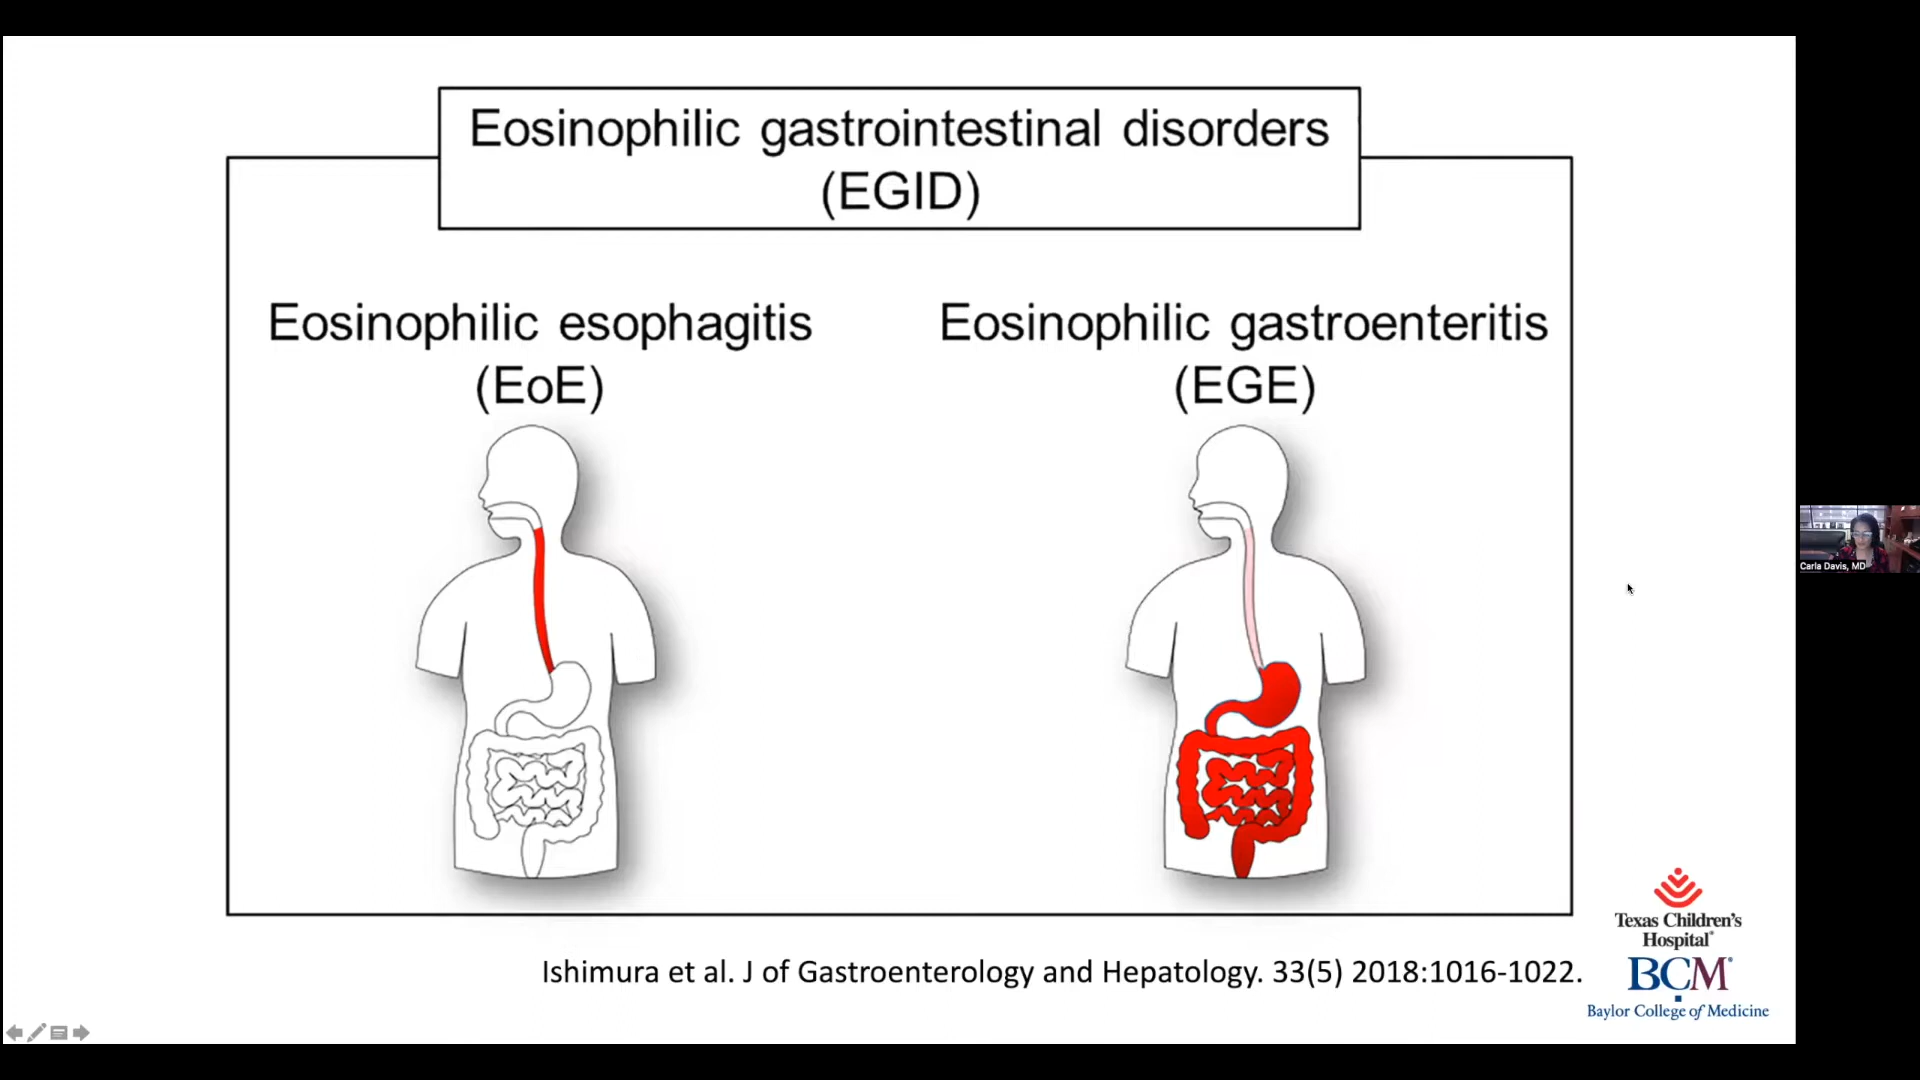 Eosinophilic gastrointestinal disorders
(EGID)
Eosinophilic esophagitis
(EoE)
Eosinophilic gastroenteritis
(EGE)
Carla Davis, MD
Texas Children's
Hospital®
BCM®
Baylor College of Medicine
Ishimura et al. J of Gastroenterology and Hepatology. 33(5) 2018:1016-1022.